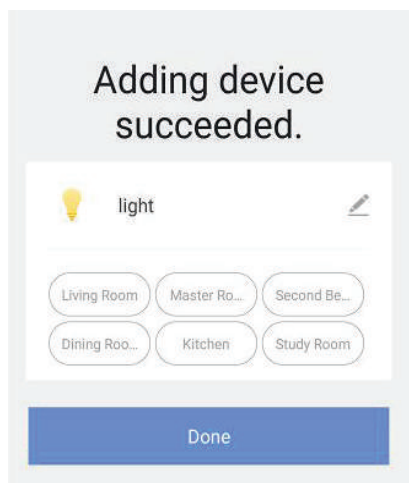 Adding device
succeeded.
light
Living Room Master Ro... Second Be...
Dining Roo... Kitchen Study Room
Done